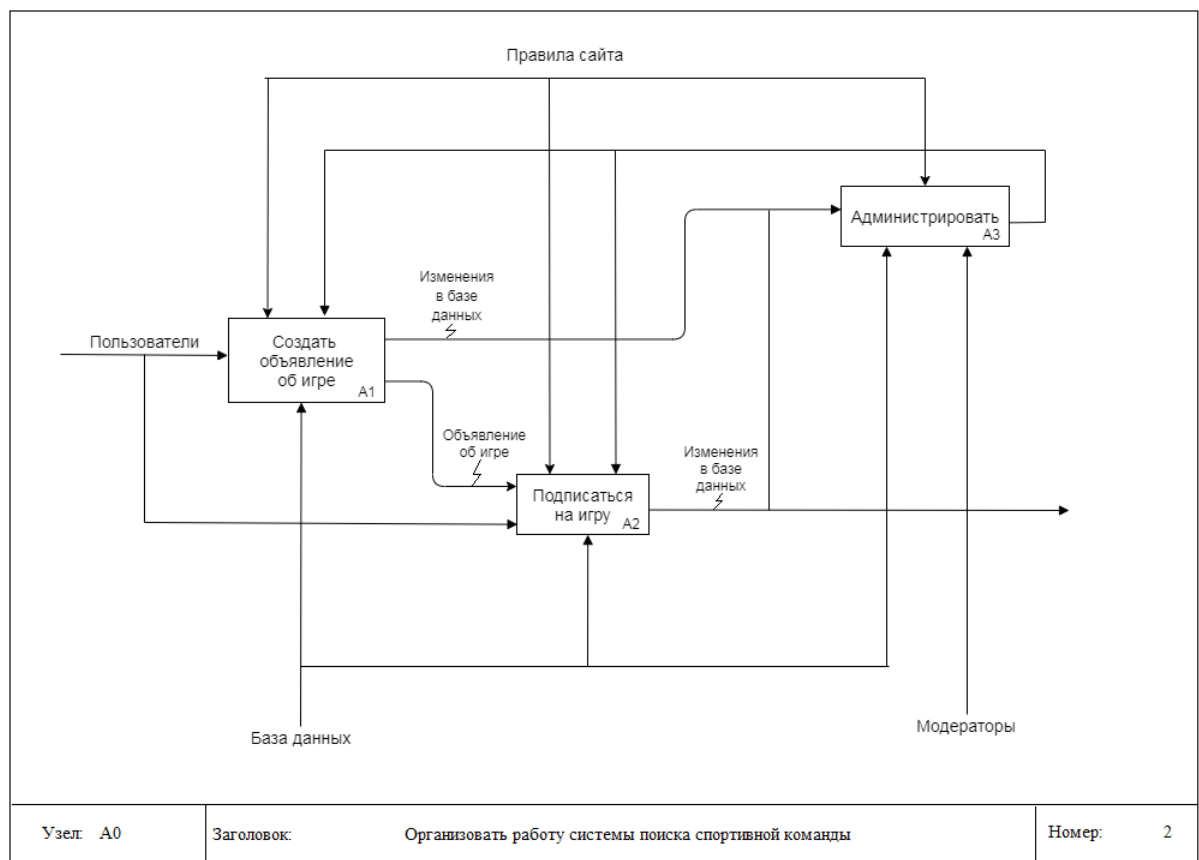 Правила сайта
Администрировать
A3
Изменения
в базе
данных
Пользователи
Создать
объявление
об игре
A1
Объявление
об игре
Изменения
в базе
данных
Подписаться
на игру
A2
База данных
Модераторы
Узел: A0
Заголовок:
Организовать работу системы поиска спортивной команды
Номер: 2